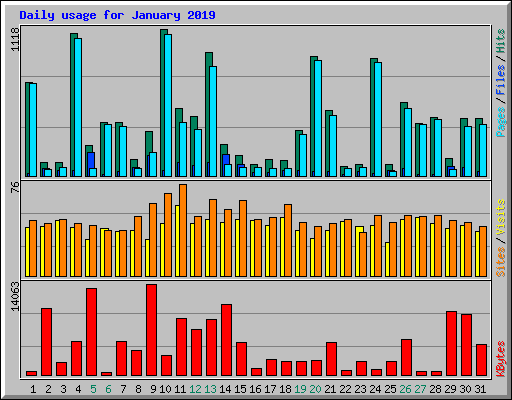 Daily usage for January 2019
1118
Pages / Files / Hits
76
Sites / Visits
14063
KBytes
1 2 3 4 5 6 7 8 9 10 11 12 13 14 15 16 17 18 19 20 21 22 23 24 25 26 27 28 29 30 31